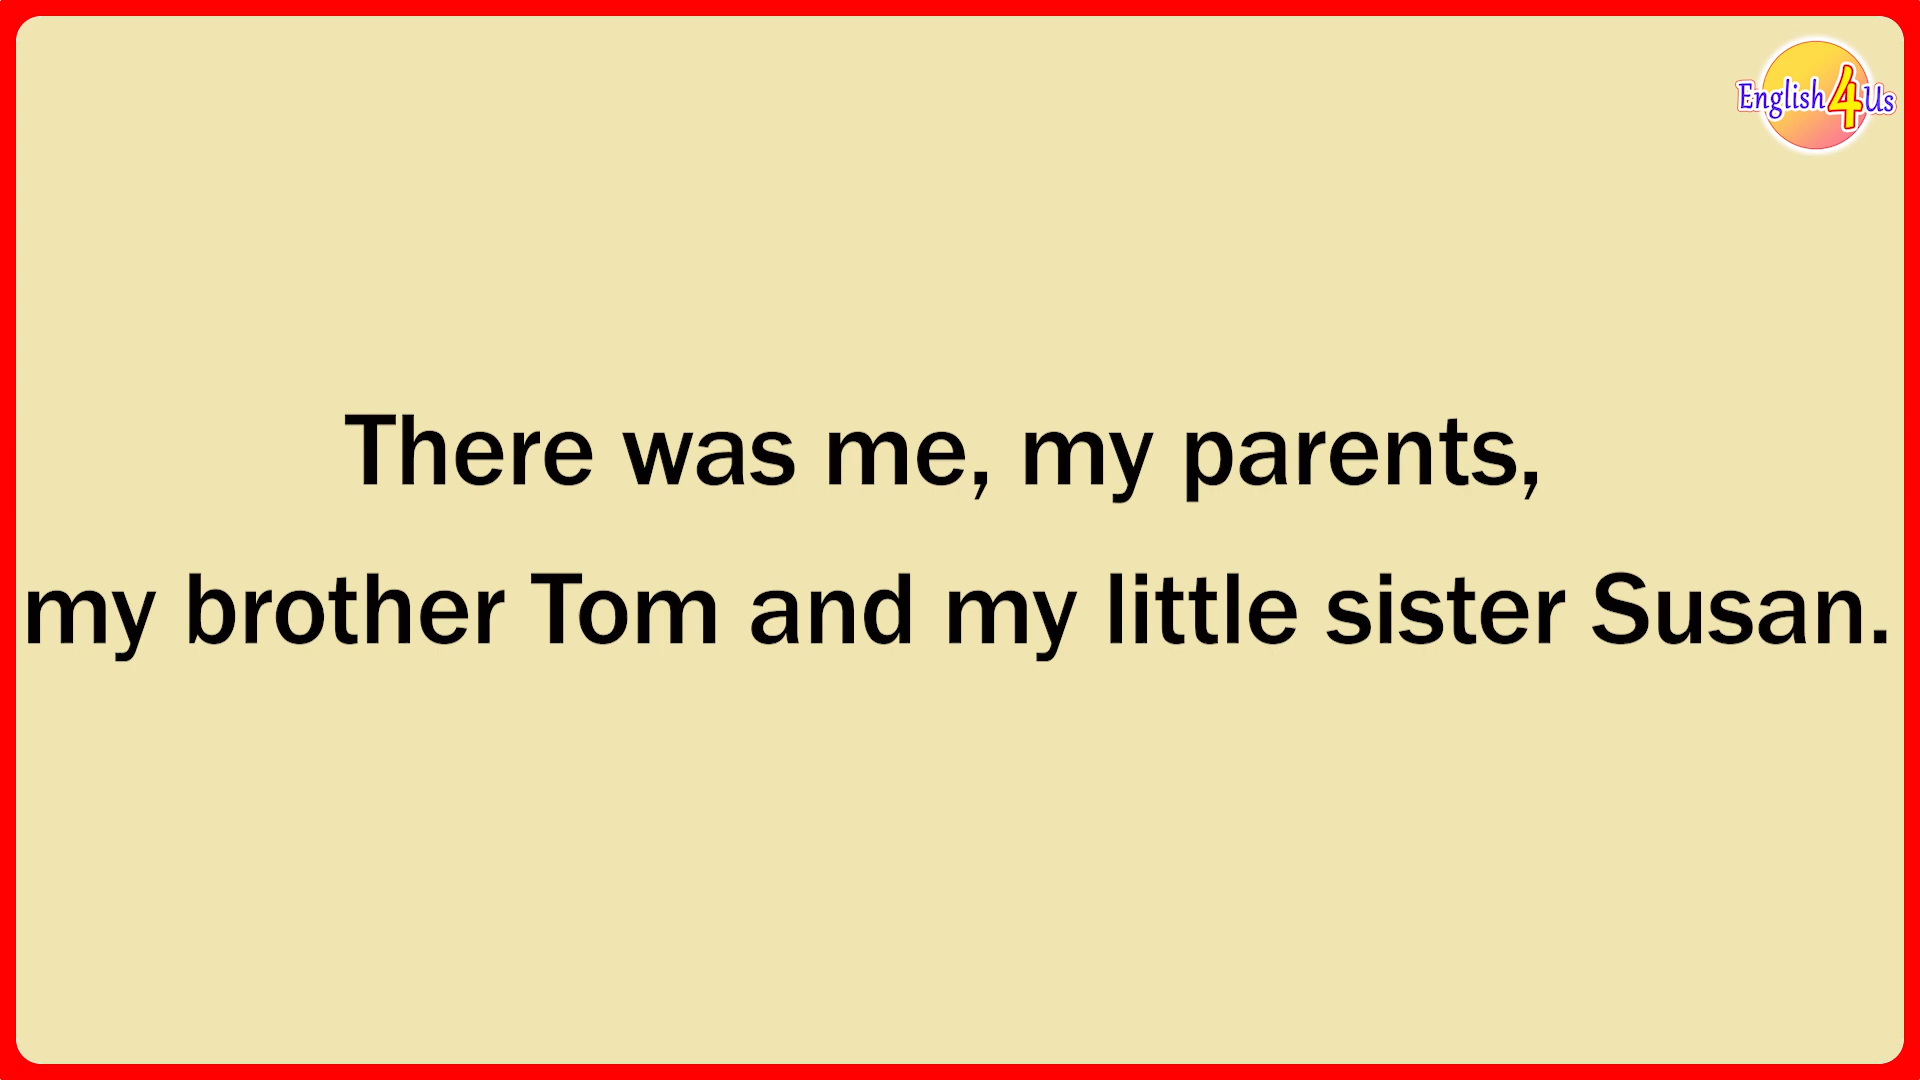 English4Us
There was me, my parents,
my brother Tom and my little sister Susan.